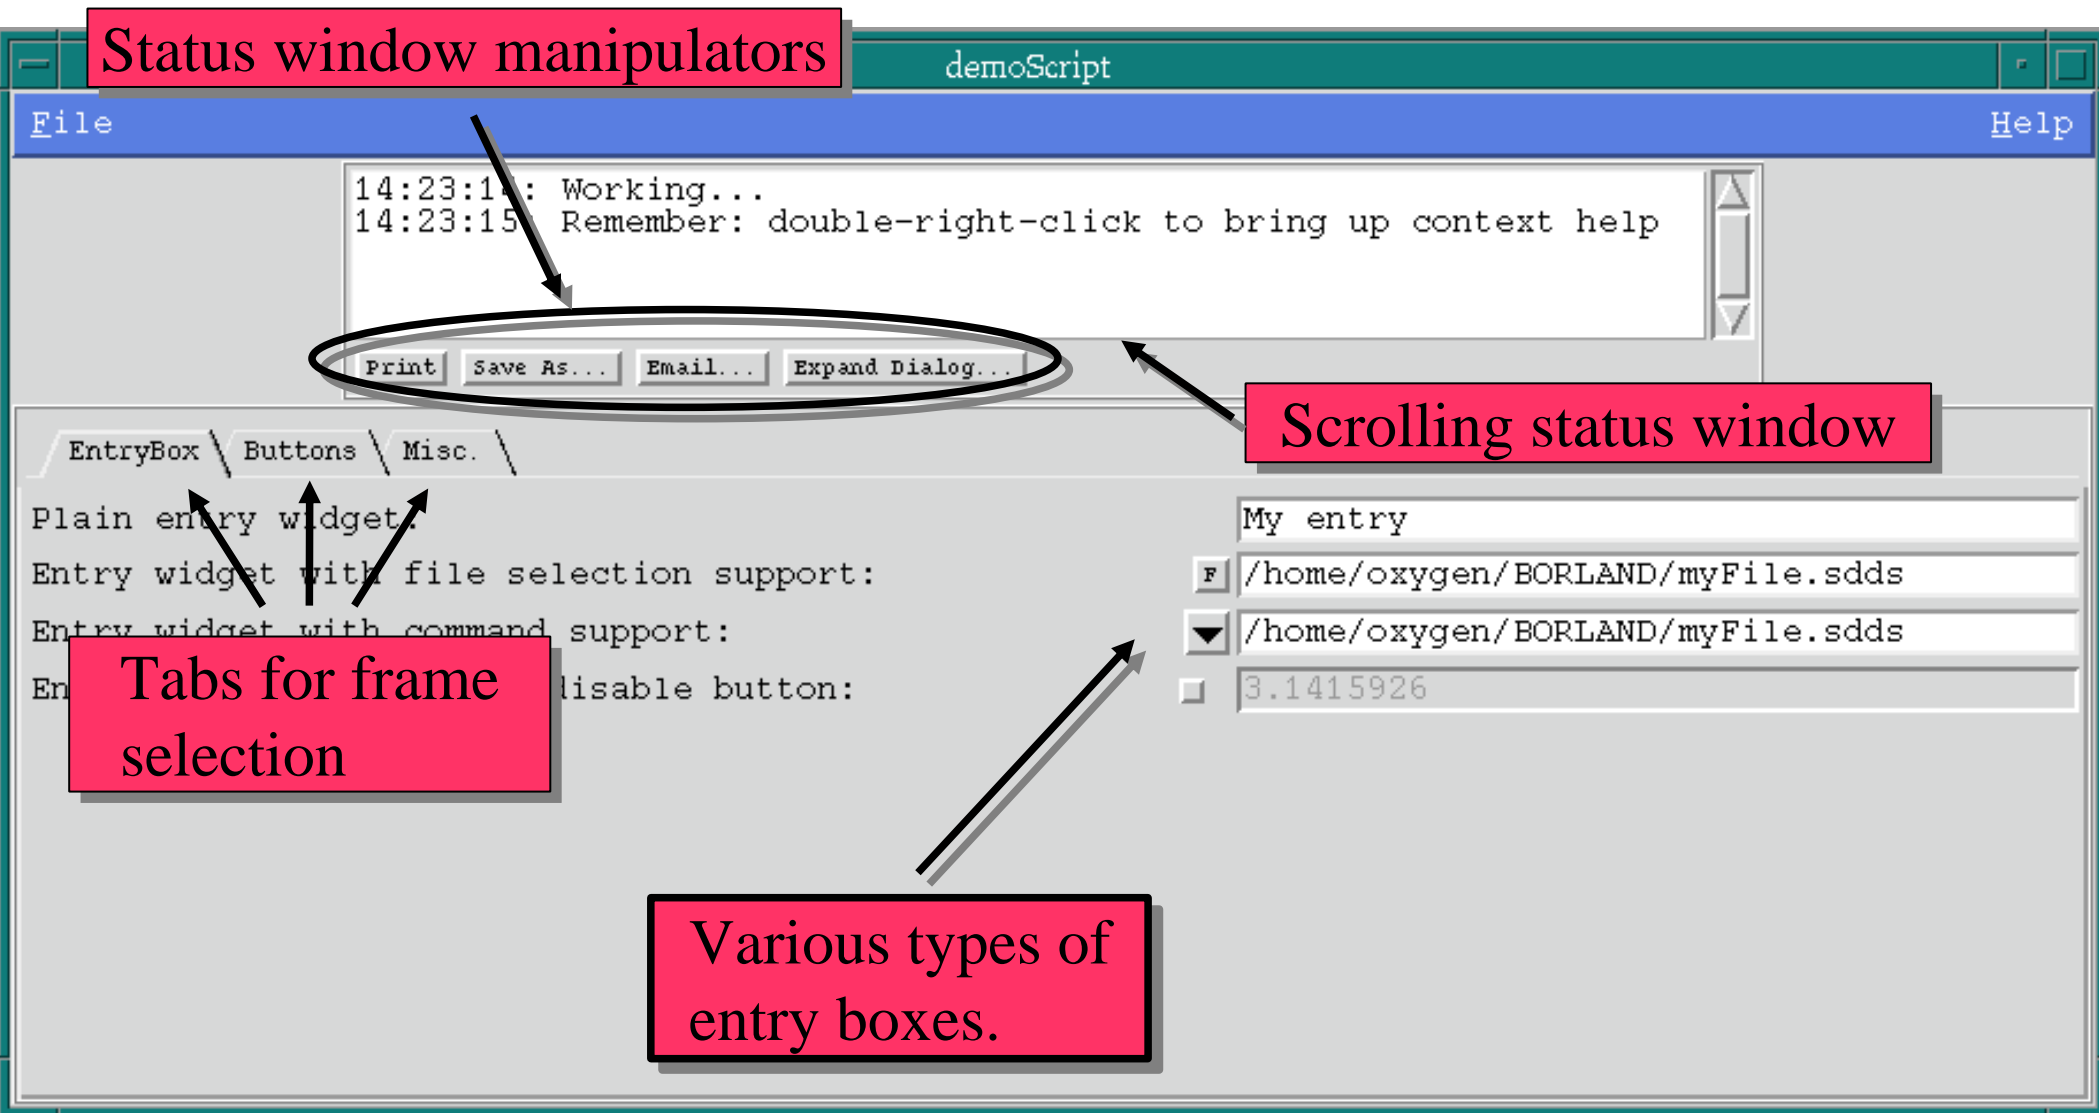 Status window manipulators
demoScript
File
Help
14:23:14: Working...
14:23:15: Remember: double-right-click to bring up context help
Print
Save As...
Email...
Expand Dialog...
Scrolling status window
EntryBox
Buttons
Misc.
Plain entry widget:
My entry
Entry widget with file selection support:
F
/home/oxygen/BORLAND/myFile.sdds
Entry widget with command support:
/home/oxygen/BORLAND/myFile.sdds
disable button:
3.1415926
Tabs for frame
selection
Various types of
entry boxes.